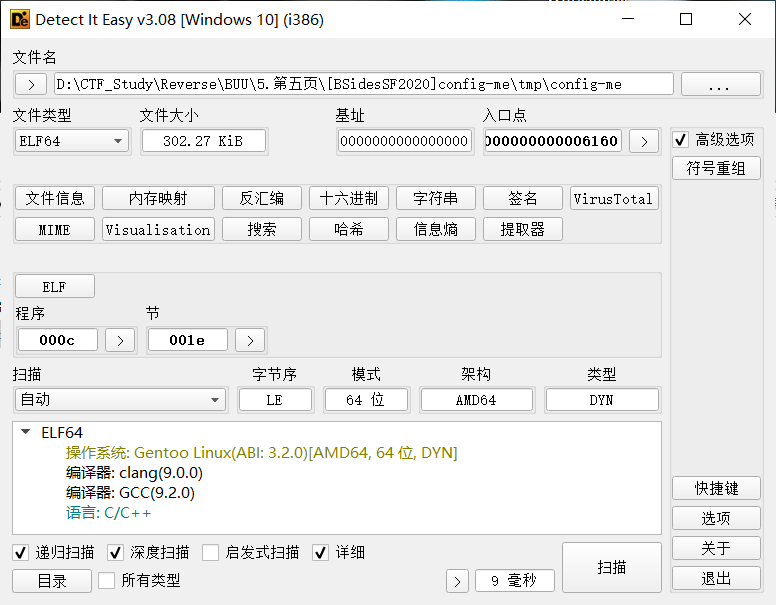 Detect It Easy v3.08 [Windows 10] (i386)
文件名
> D:\CTF_Study\Reverse\BUU\5.第五页\[BSidesSF2020]config-me\tmp\config-me ...
文件类型 文件大小 基址 入口点
ELF64 302.27 KiB 0000000000000000 000000000006160 > 高级选项
符号重组
文件信息 内存映射 反汇编 十六进制 字符串 签名 VirusTotal
MIME Visualisation 搜索 哈希 信息熵 提取器
ELF
程序 节
000c > 001e >
扫描 字节序 模式 架构 类型
自动 LE 64 位 AMD64 DYN
ELF64
操作系统: Gentoo Linux(ABI: 3.2.0)[AMD64, 64 位, DYN]
编译器: clang(9.0.0)
编译器: GCC(9.2.0)
语言: C/C++
快捷键
选项
递归扫描 深度扫描 启发式扫描 详细 扫描 关于
目录 所有类型 > 9 毫秒 退出